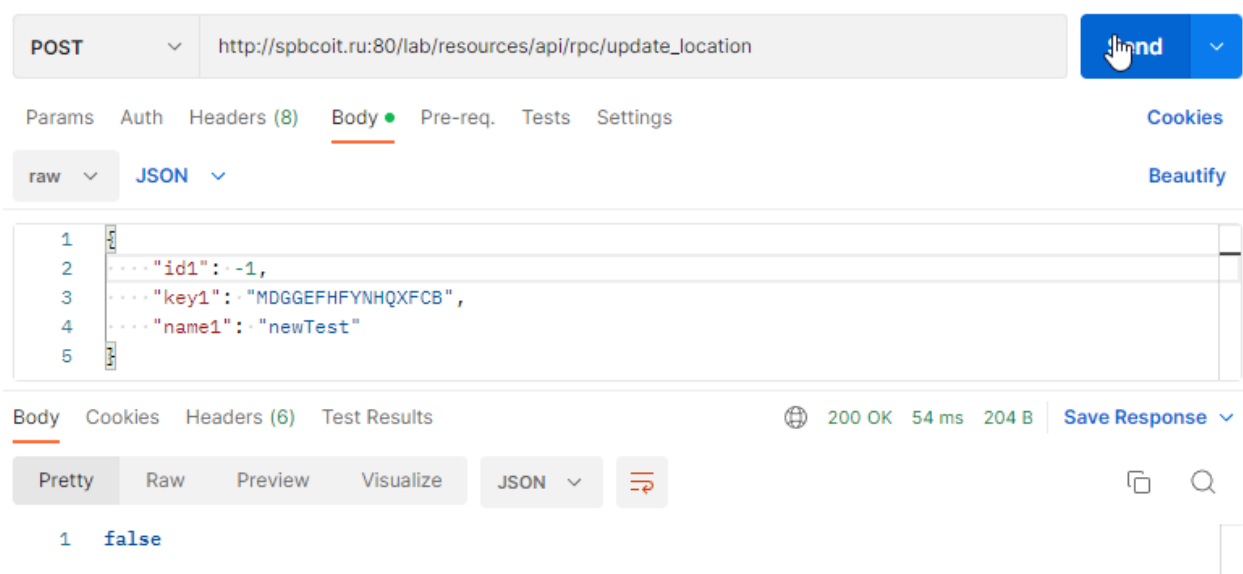 POST http://spbcoit.ru:80/lab/resources/api/rpc/update_location Send
Params Auth Headers (8) Body Pre-req. Tests Settings Cookies
raw JSON Beautify
1 {
2 "id1": -1,
3 "key1": "MDGGEFHFYNHQXFCB",
4 "name1": "newTest"
5 }
Body Cookies Headers (6) Test Results 200 OK 54 ms 204 B Save Response
Pretty Raw Preview Visualize JSON
1 false